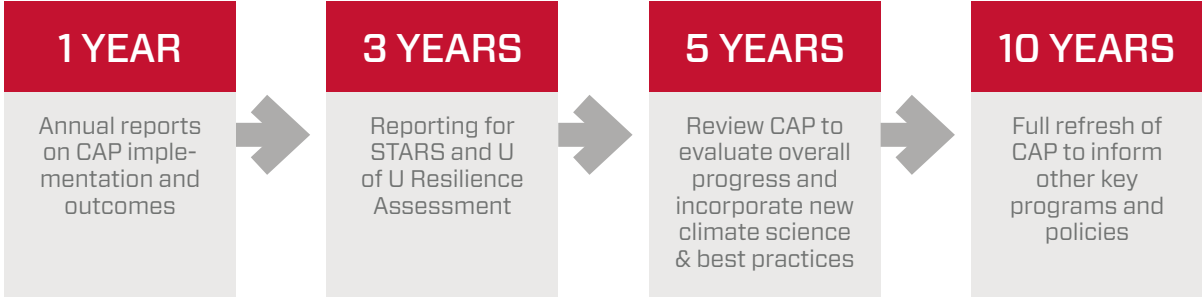 1 YEAR
Annual reports
on CAP imple-
mentation and
outcomes
3 YEARS
Reporting for
STARS and U
of U Resilience
Assessment
5 YEARS
Review CAP to
evaluate overall
progress and
incorporate new
climate science
& best practices
10 YEARS
Full refresh of
CAP to inform
other key
programs and
policies